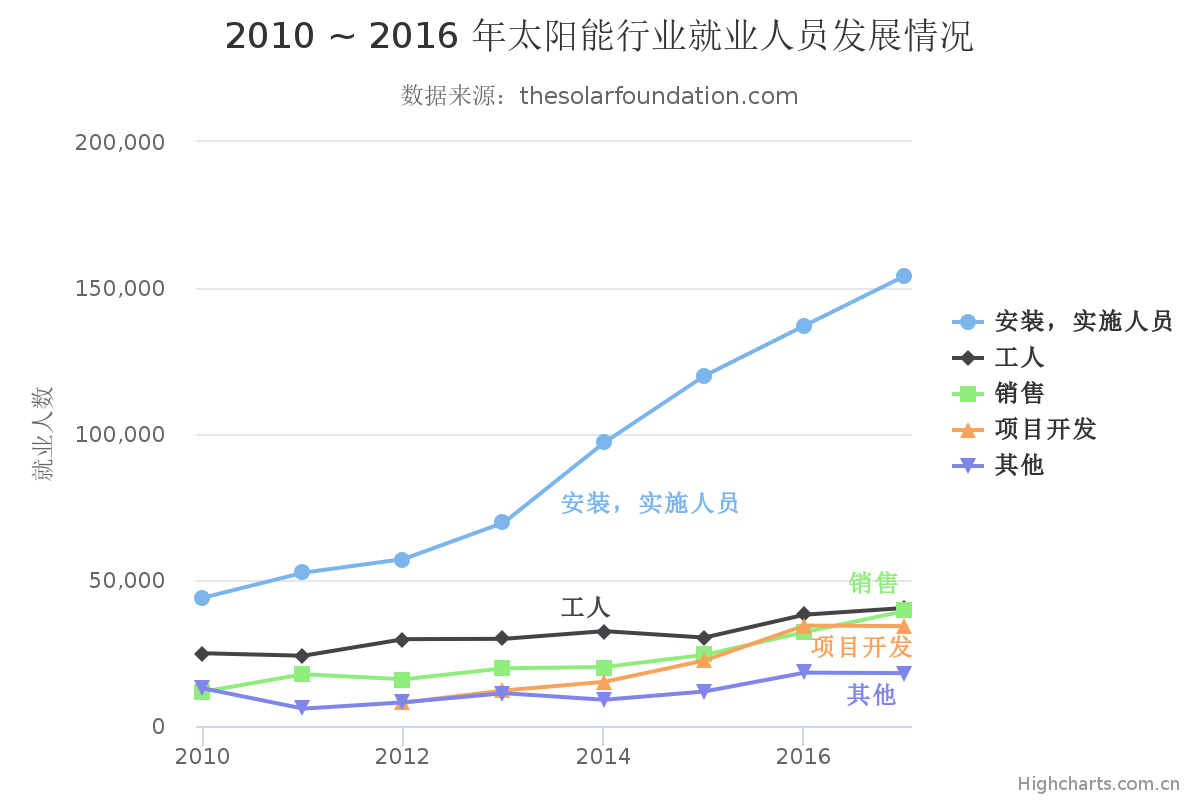 2010 ~ 2016 年太阳能行业就业人员发展情况
数据来源：thesolarfoundation.com
200,000
150,000
100,000
50,000
0
就业人数
安装，实施人员
工人
销售
项目开发
其他
2010
2012
2014
2016
安装，实施人员
工人
销售
项目开发
其他
Highcharts.com.cn